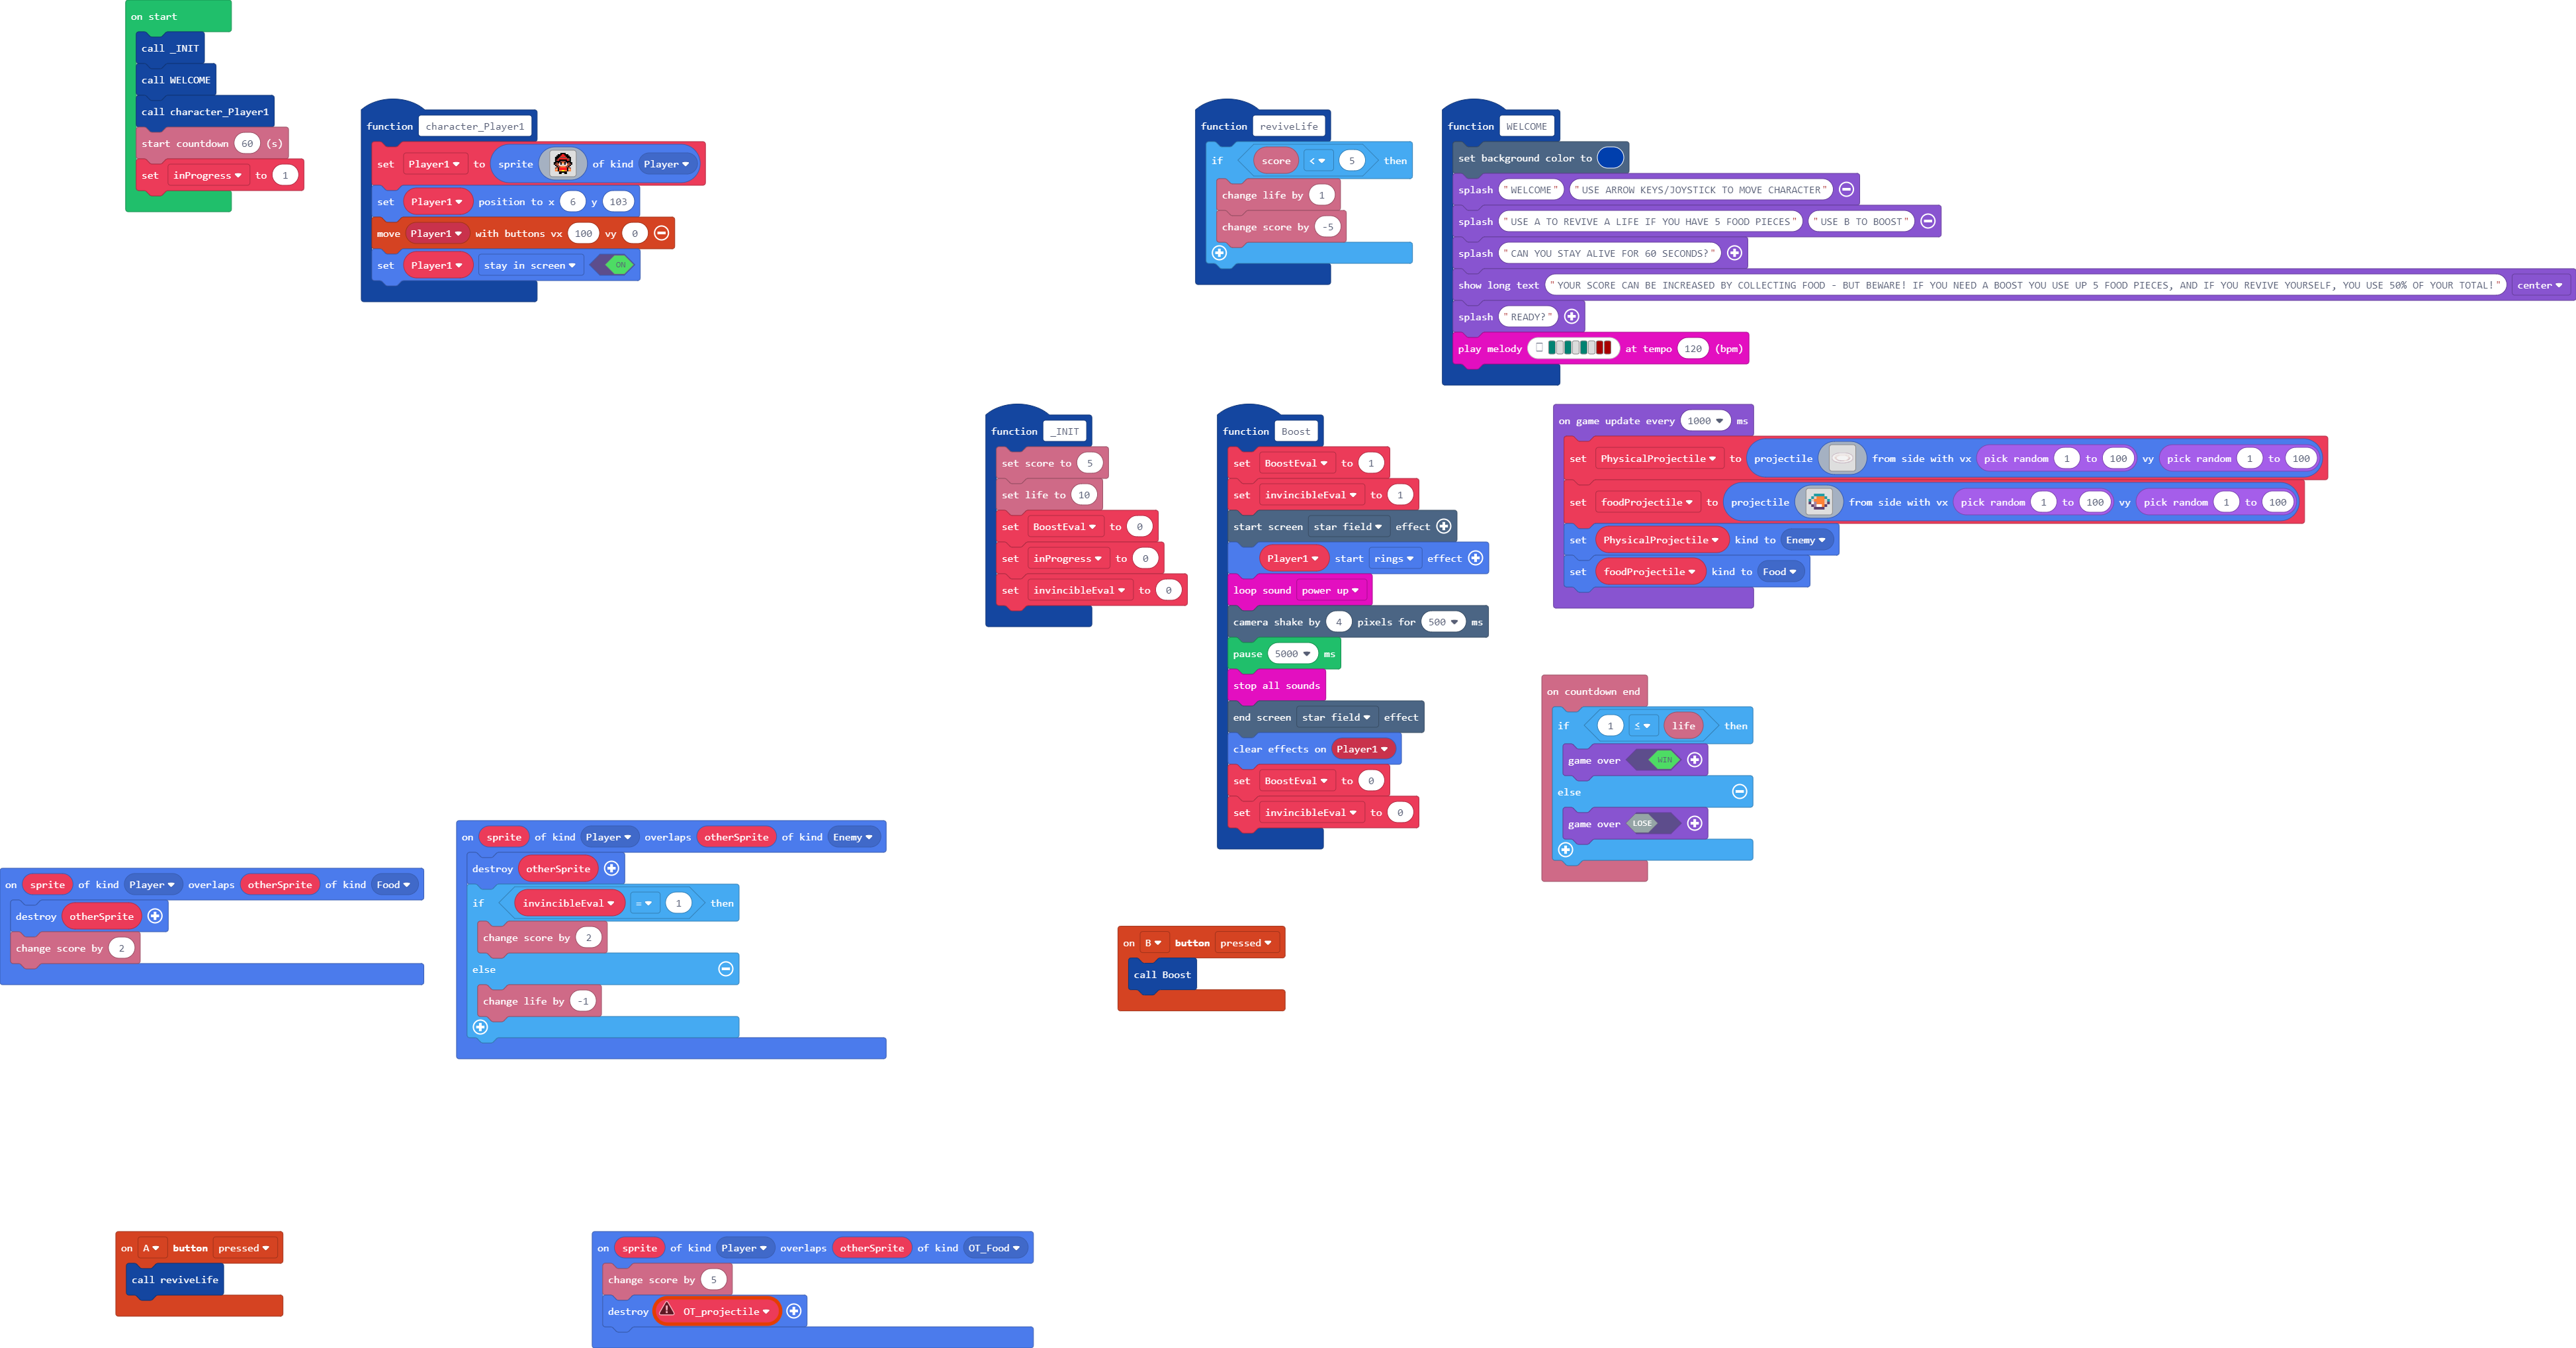 on start
call _INIT
call WELCOME
call character_Player1
start countdown 60 (s)
set inProgress to 1
function character_Player1
set Player1 to sprite of kind Player
set Player1 position to x 6 y 103
move Player1 with buttons vx 100 vy 0
set Player1 stay in screen ON
function reviveLife
if score < 5 then
change life by 1
change score by -5
function WELCOME
set background color to
splash "WELCOME" "USE ARROW KEYS/JOYSTICK TO MOVE CHARACTER"
splash "USE A TO REVIVE A LIFE IF YOU HAVE 5 FOOD PIECES" "USE B TO BOOST"
splash "CAN YOU STAY ALIVE FOR 60 SECONDS?"
show long text "YOUR SCORE CAN BE INCREASED BY COLLECTING FOOD - BUT BEWARE! IF YOU NEED A BOOST YOU USE UP 5 FOOD PIECES, AND IF YOU REVIVE YOURSELF, YOU USE 50% OF YOUR TOTAL!" center
splash "READY?"
play melody at tempo 120 (bpm)
function _INIT
set score to 5
set life to 10
set BoostEval to 0
set inProgress to 0
set invincibleEval to 0
function Boost
set BoostEval to 1
set invincibleEval to 1
start screen star field effect
Player1 start rings effect
loop sound power up
camera shake by 4 pixels for 500 ms
pause 5000 ms
stop all sounds
end screen star field effect
clear effects on Player1
set BoostEval to 0
set invincibleEval to 0
on game update every 1000 ms
set PhysicalProjectile to projectile from side with vx pick random 1 to 100 vy pick random 1 to 100
set foodProjectile to projectile from side with vx pick random 1 to 100 vy pick random 1 to 100
set PhysicalProjectile kind to Enemy
set foodProjectile kind to Food
on countdown end
if 1 ≤ life then
game over WIN
else
game over LOSE
on sprite of kind Player overlaps otherSprite of kind Food
destroy otherSprite
change score by 2
on sprite of kind Player overlaps otherSprite of kind Enemy
destroy otherSprite
if invincibleEval = 1 then
change score by 2
else
change life by -1
on B button pressed
call Boost
on A button pressed
call reviveLife
on sprite of kind Player overlaps otherSprite of kind OT_Food
change score by 5
destroy OT_projectile